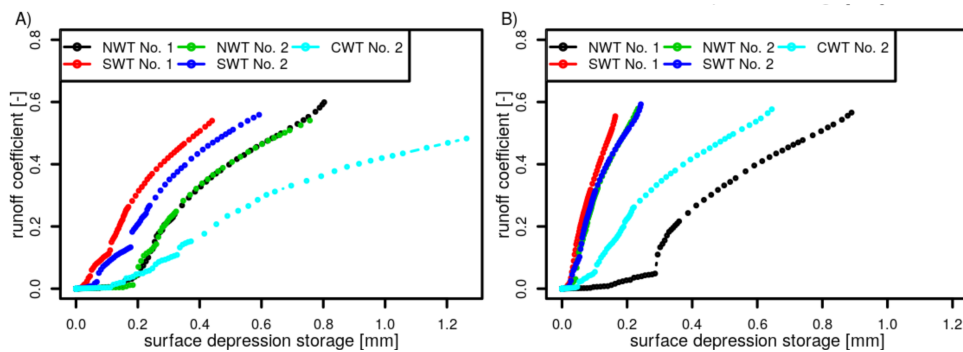 A)
NWT No. 1 NWT No. 2 CWT No. 2
SWT No. 1 SWT No. 2
runoff coefficient [-]
0.8
0.6
0.4
0.2
0.0
0.0 0.2 0.4 0.6 0.8 1.0 1.2
surface depression storage [mm]
B)
NWT No. 1 NWT No. 2 CWT No. 2
SWT No. 1 SWT No. 2
runoff coefficient [-]
0.8
0.6
0.4
0.2
0.0
0.0 0.2 0.4 0.6 0.8 1.0 1.2
surface depression storage [mm]